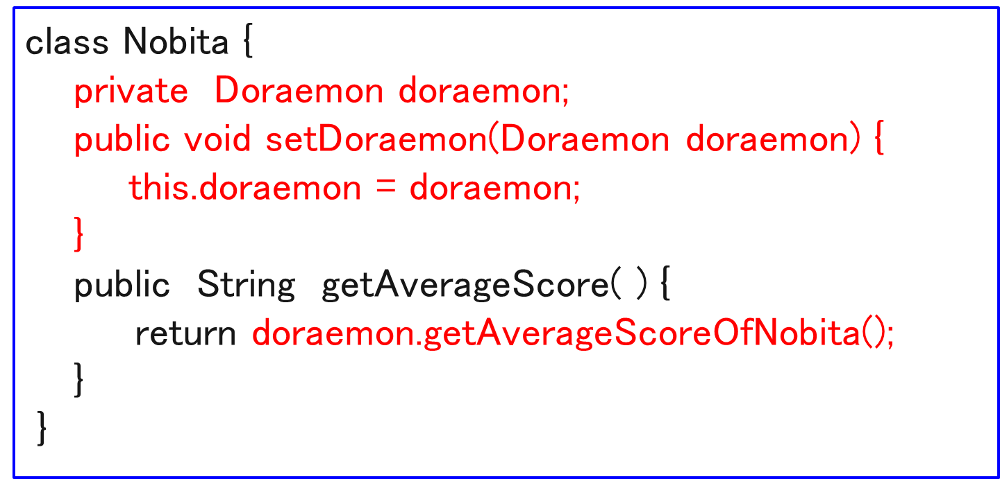 class Nobita {
private Doraemon doraemon;
public void setDoraemon(Doraemon doraemon) {
this.doraemon = doraemon;
}
public String getAverageScore( ) {
return doraemon.getAverageScoreOfNobita();
}
}